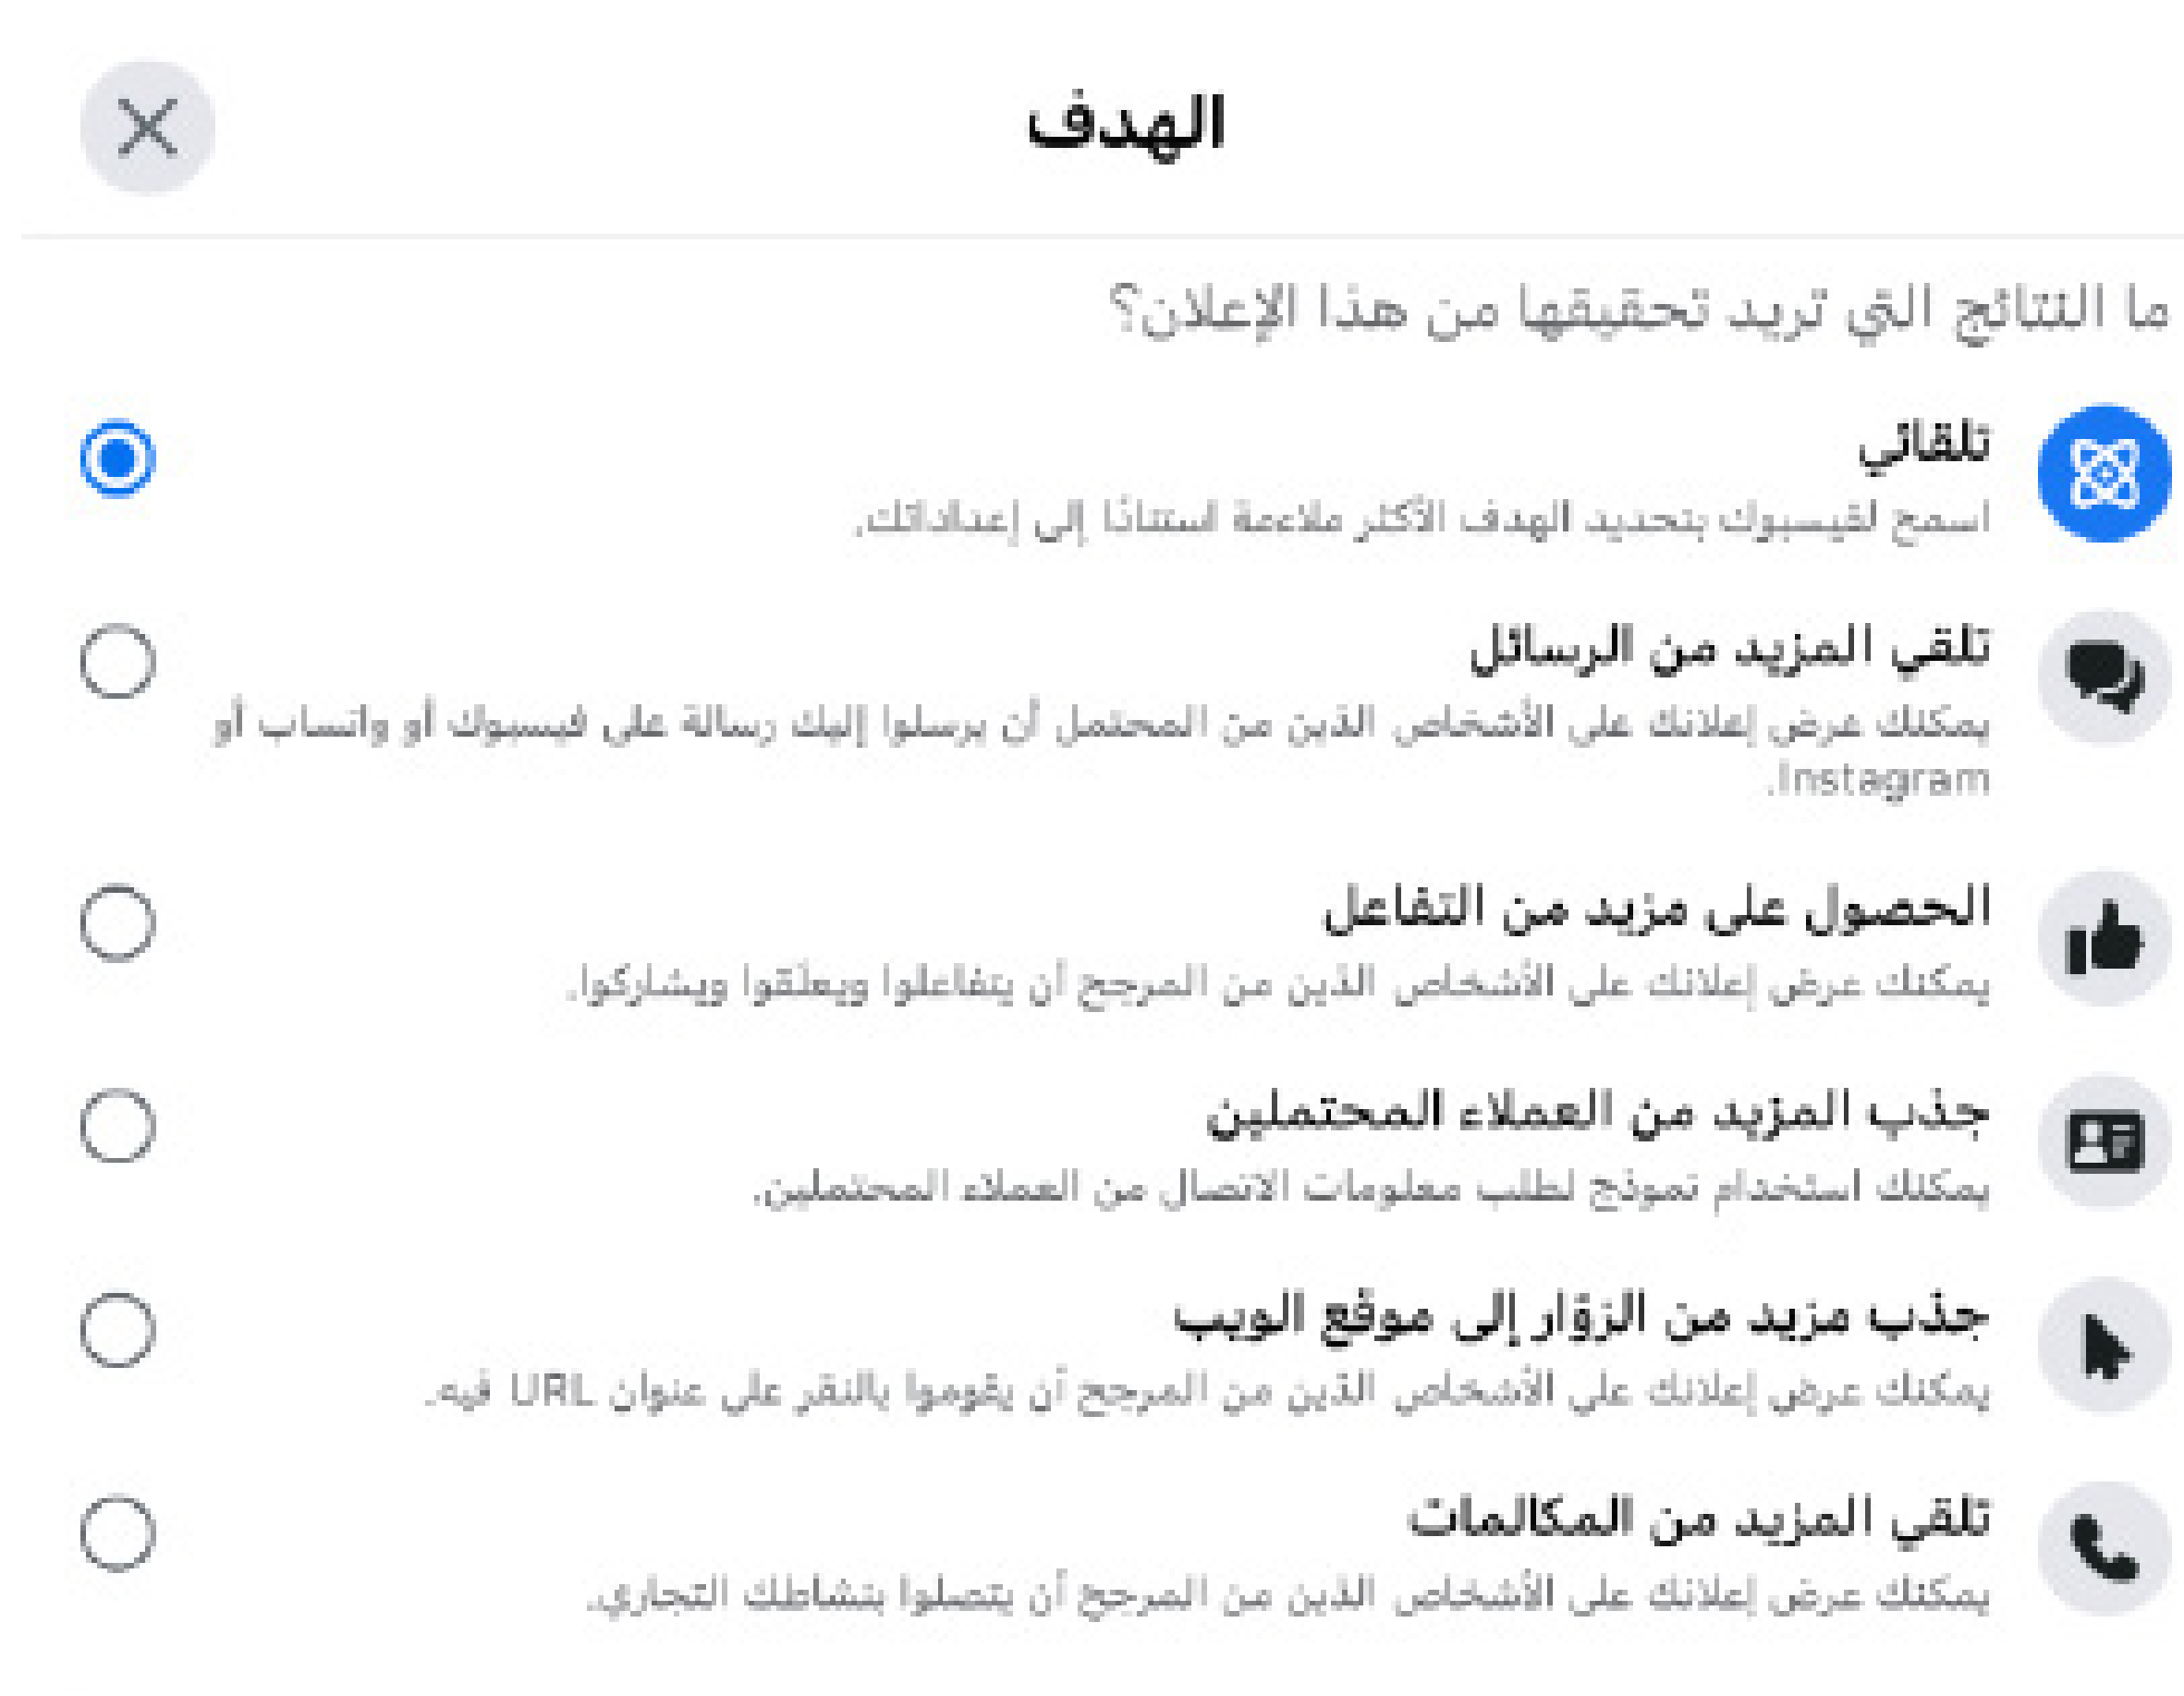 الهدف
ما النتائج التي تريد تحقيقها من هذا الإعلان؟
تلقائي
اسمح لفيسبوك بتحديد الهدف الأكثر ملاءمة استنادًا إلى إعداداتك.
تلقي المزيد من الرسائل
يمكنك عرض إعلانك على الأشخاص الذين من المحتمل أن يرسلوا إليك رسالة على فيسبوك أو واتساب أو
Instagram.
الحصول على مزيد من التفاعل
يمكنك عرض إعلانك على الأشخاص الذين من المرجح أن يتفاعلوا ويعلّقوا ويشاركوا.
جذب المزيد من العملاء المحتملين
يمكنك استخدام نموذج لطلب معلومات الاتصال من العملاء المحتملين.
جذب مزيد من الزوّار إلى موقع الويب
يمكنك عرض إعلانك على الأشخاص الذين من المرجح أن يقوموا بالنقر على عنوان URL فيه.
تلقي المزيد من المكالمات
يمكنك عرض إعلانك على الأشخاص الذين من المرجح أن يتصلوا بنشاطك التجاري.